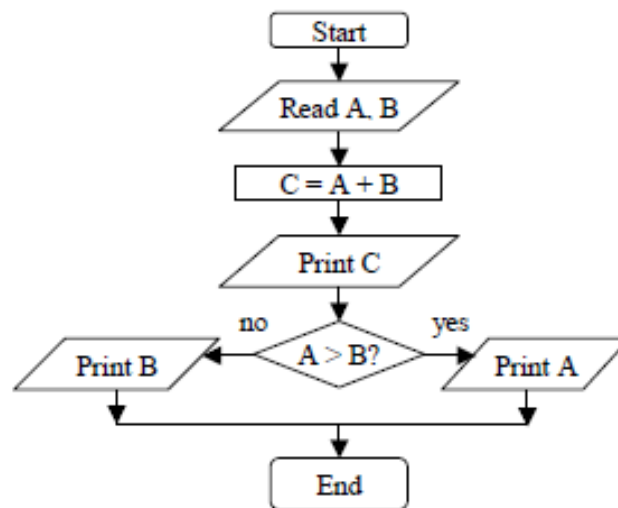 Start
Read A, B
C = A + B
Print C
no
yes
Print B
A > B?
Print A
End